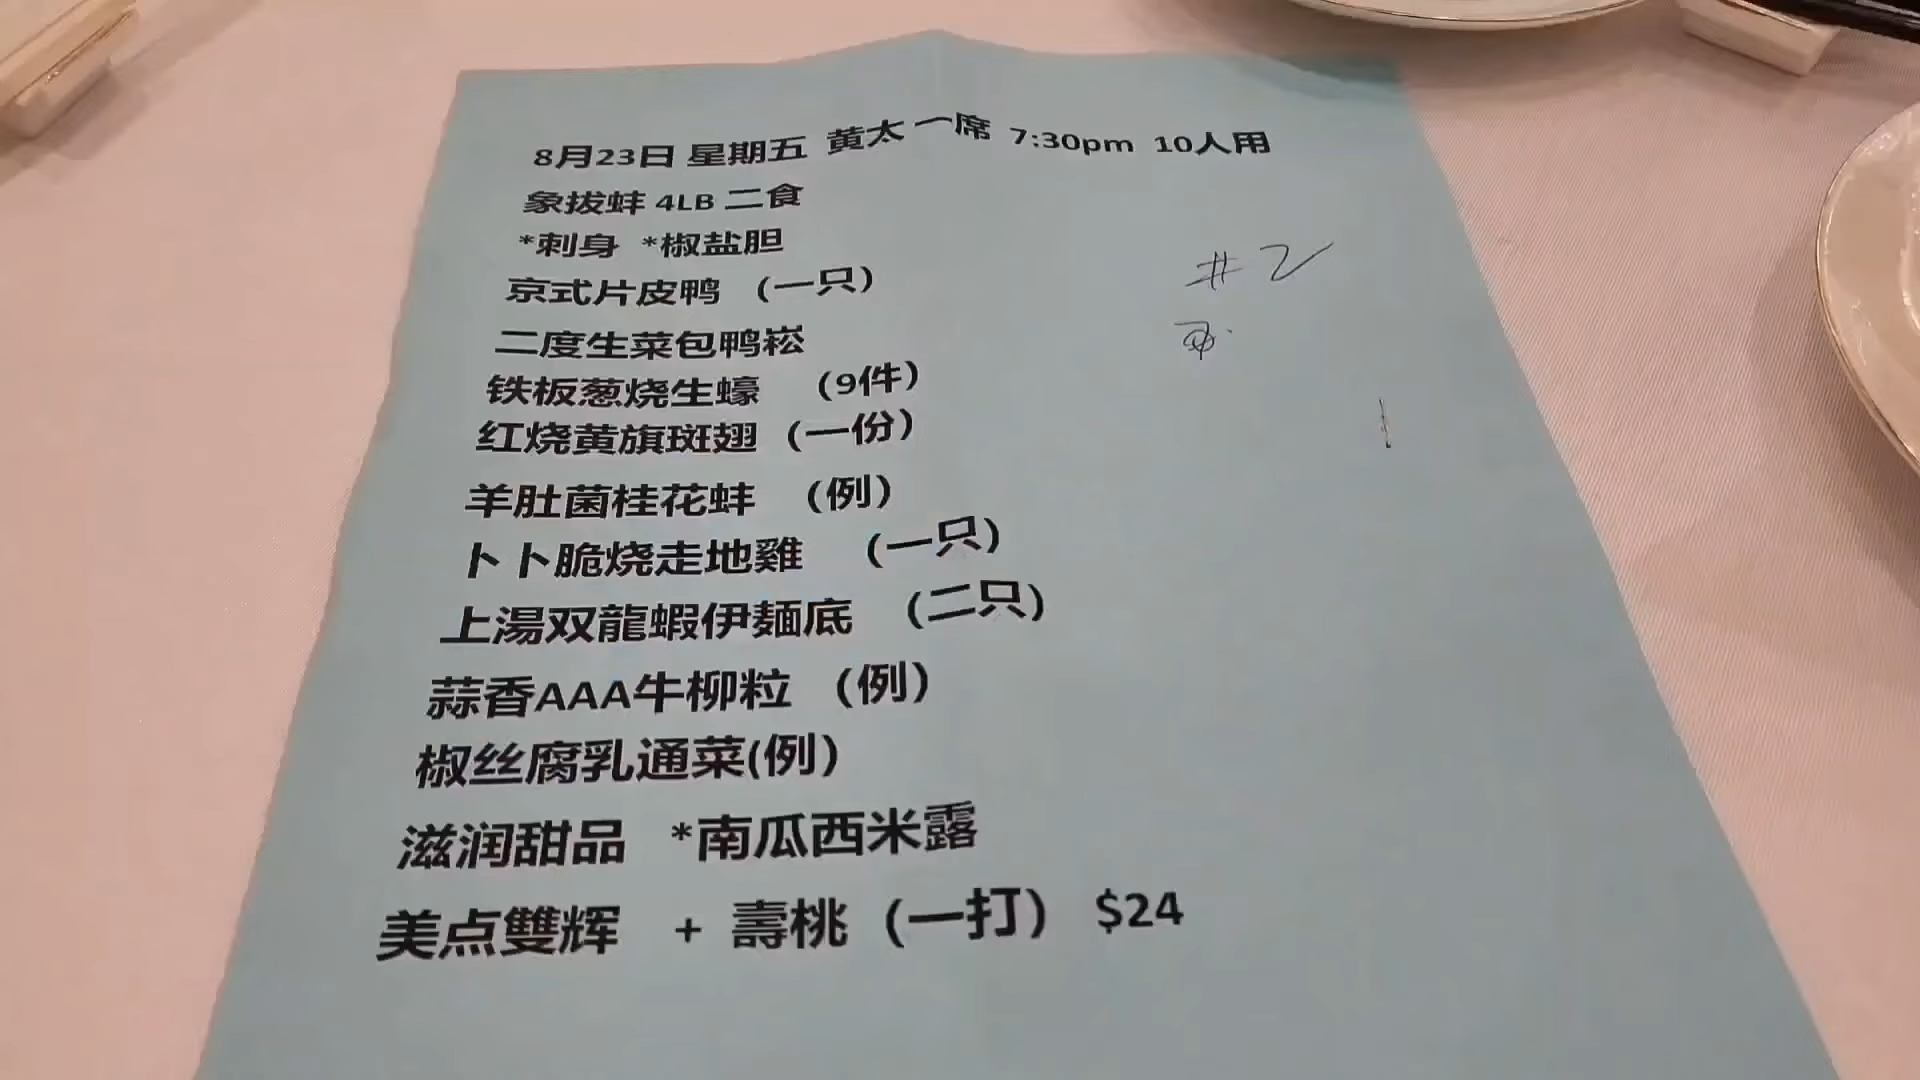 8月23日 星期五 黄太一席 7:30pm 10人用
象拔蚌 4LB 二食
*刺身 *椒盐胆
京式片皮鸭 (一只)
二度生菜包鸭崧
铁板葱烧生蠔 (9件)
红烧黄旗斑翅 (一份)
羊肚菌桂花蚌 (例)
卜卜脆烧走地雞 (一只)
上湯双龍蝦伊麺底 (二只)
蒜香AAA牛柳粒 (例)
椒丝腐乳通菜(例)
滋润甜品 *南瓜西米露
美点雙辉 + 壽桃 (一打) $24
#2